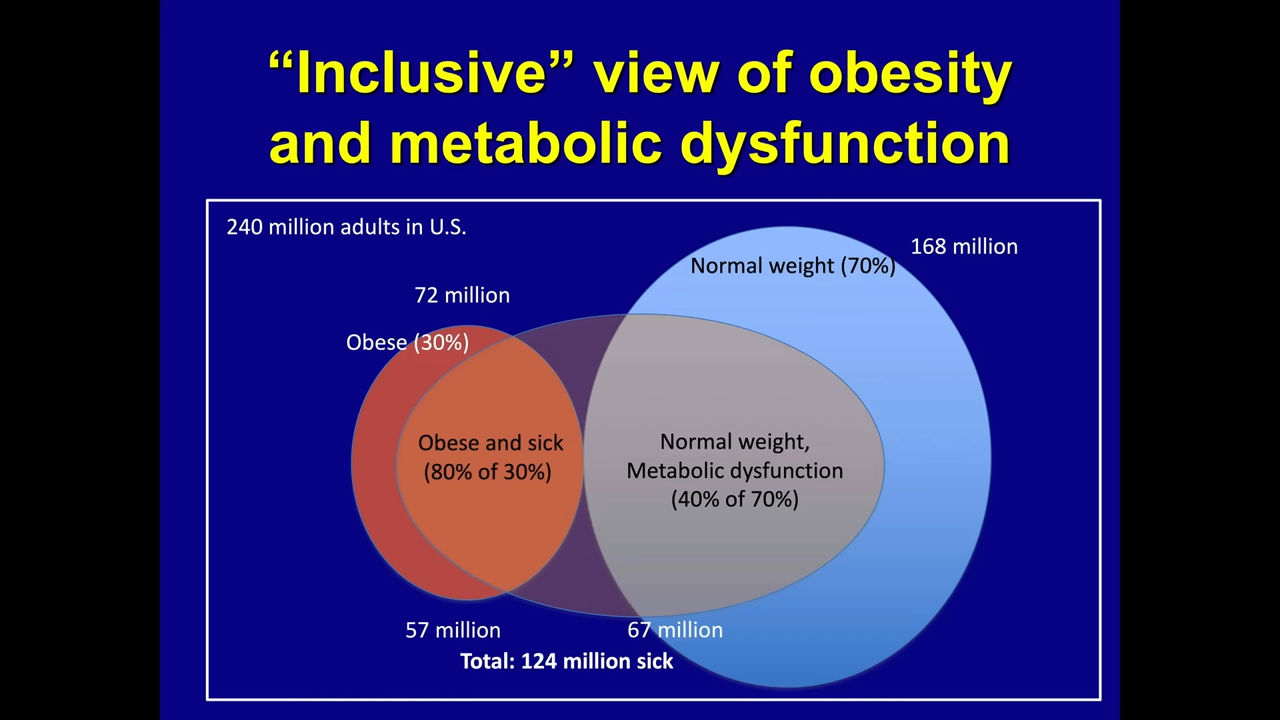 “Inclusive” view of obesity
and metabolic dysfunction
240 million adults in U.S.
168 million
Normal weight (70%)
72 million
Obese (30%)
Obese and sick
(80% of 30%)
Normal weight,
Metabolic dysfunction
(40% of 70%)
57 million
67 million
Total: 124 million sick